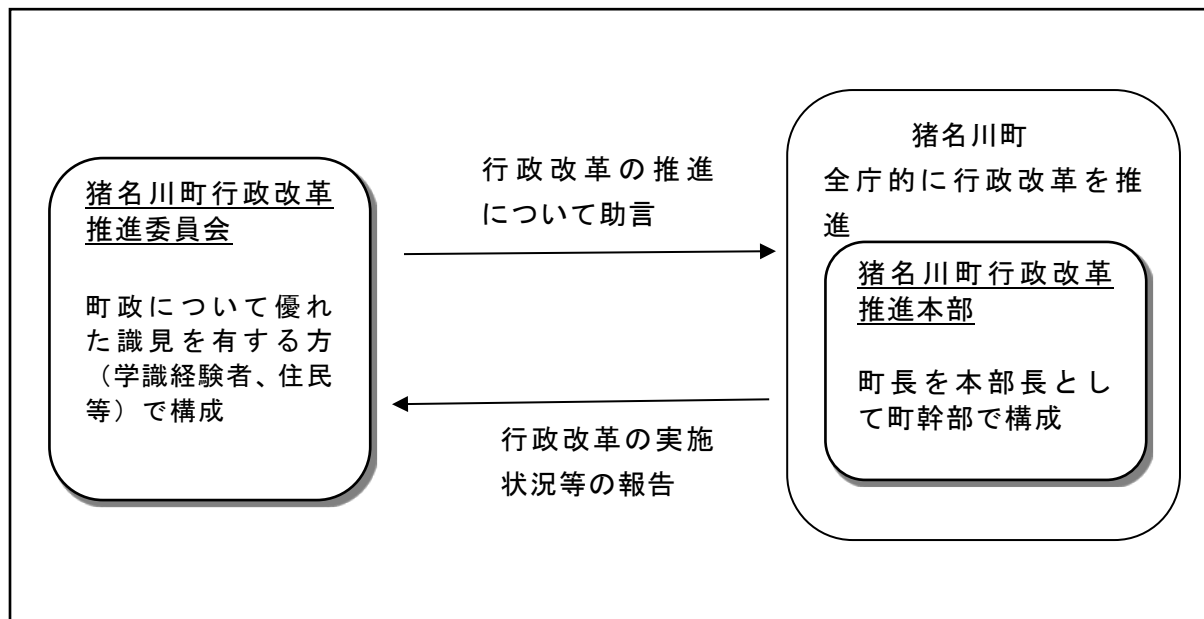 猪名川町行政改革
推進委員会
町政について優れ
た識見を有する方
（学識経験者、住民
等）で構成
行政改革の推進
について助言
行政改革の実施
状況等の報告
猪名川町
全庁的に行政改革を推
進
猪名川町行政改革
推進本部
町長を本部長とし
て町幹部で構成